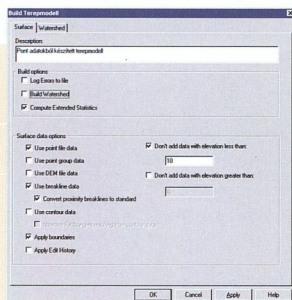 Build Terepmodell
Surface
Watershed
Description:
Pont adatokból készített terepmodell
Build options
Log Errors to file
Build Watershed
Compute Extended Statistics
Surface data options
Use point file data
Use point group data
Use DEM file data
Use breakline data
Convert proximity breaklines to standard
Use contour data
Apply boundaries
Apply Edit History
Don't add data with elevation less than:
10
Don't add data with elevation greater than:
OK
Cancel
Apply
Help